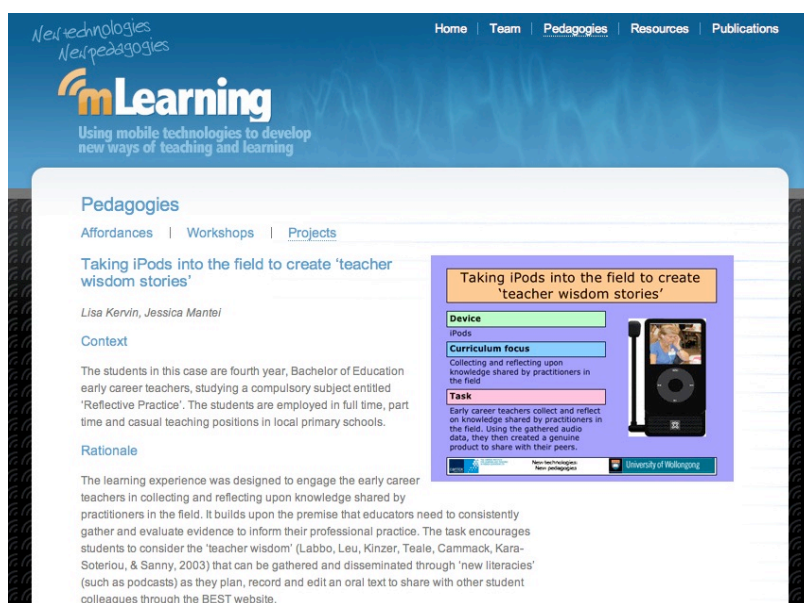 New technologies
New pedagogies
Home | Team | Pedagogies | Resources | Publications
mLearning
Using mobile technologies to develop
new ways of teaching and learning
Pedagogies
Affordances | Workshops | Projects
Taking iPods into the field to create ‘teacher
wisdom stories’
Lisa Kervin, Jessica Mantei
Context
The students in this case are fourth year, Bachelor of Education
early career teachers, studying a compulsory subject entitled
‘Reflective Practice’. The students are employed in full time, part
time and casual teaching positions in local primary schools.
Rationale
The learning experience was designed to engage the early career
teachers in collecting and reflecting upon knowledge shared by
practitioners in the field. It builds upon the premise that educators need to consistently
gather and evaluate evidence to inform their professional practice. The task encourages
students to consider the ‘teacher wisdom’ (Labbo, Leu, Kinzer, Teale, Cammack, Kara-
Soteriou, & Sanny, 2003) that can be gathered and disseminated through ‘new literacies’
(such as podcasts) as they plan, record and edit an oral text to share with other student
colleagues through the BEST website.
Taking iPods into the field to create
‘teacher wisdom stories’
Device
iPods
Curriculum focus
Collecting and reflecting upon
knowledge shared by practitioners in
the field
Task
Early career teachers collect and reflect
on knowledge shared by practitioners in
the field. Using the gathered audio
data, they then created a genuine
product to share with their peers.
New technologies:
New pedagogies
University of Wollongong